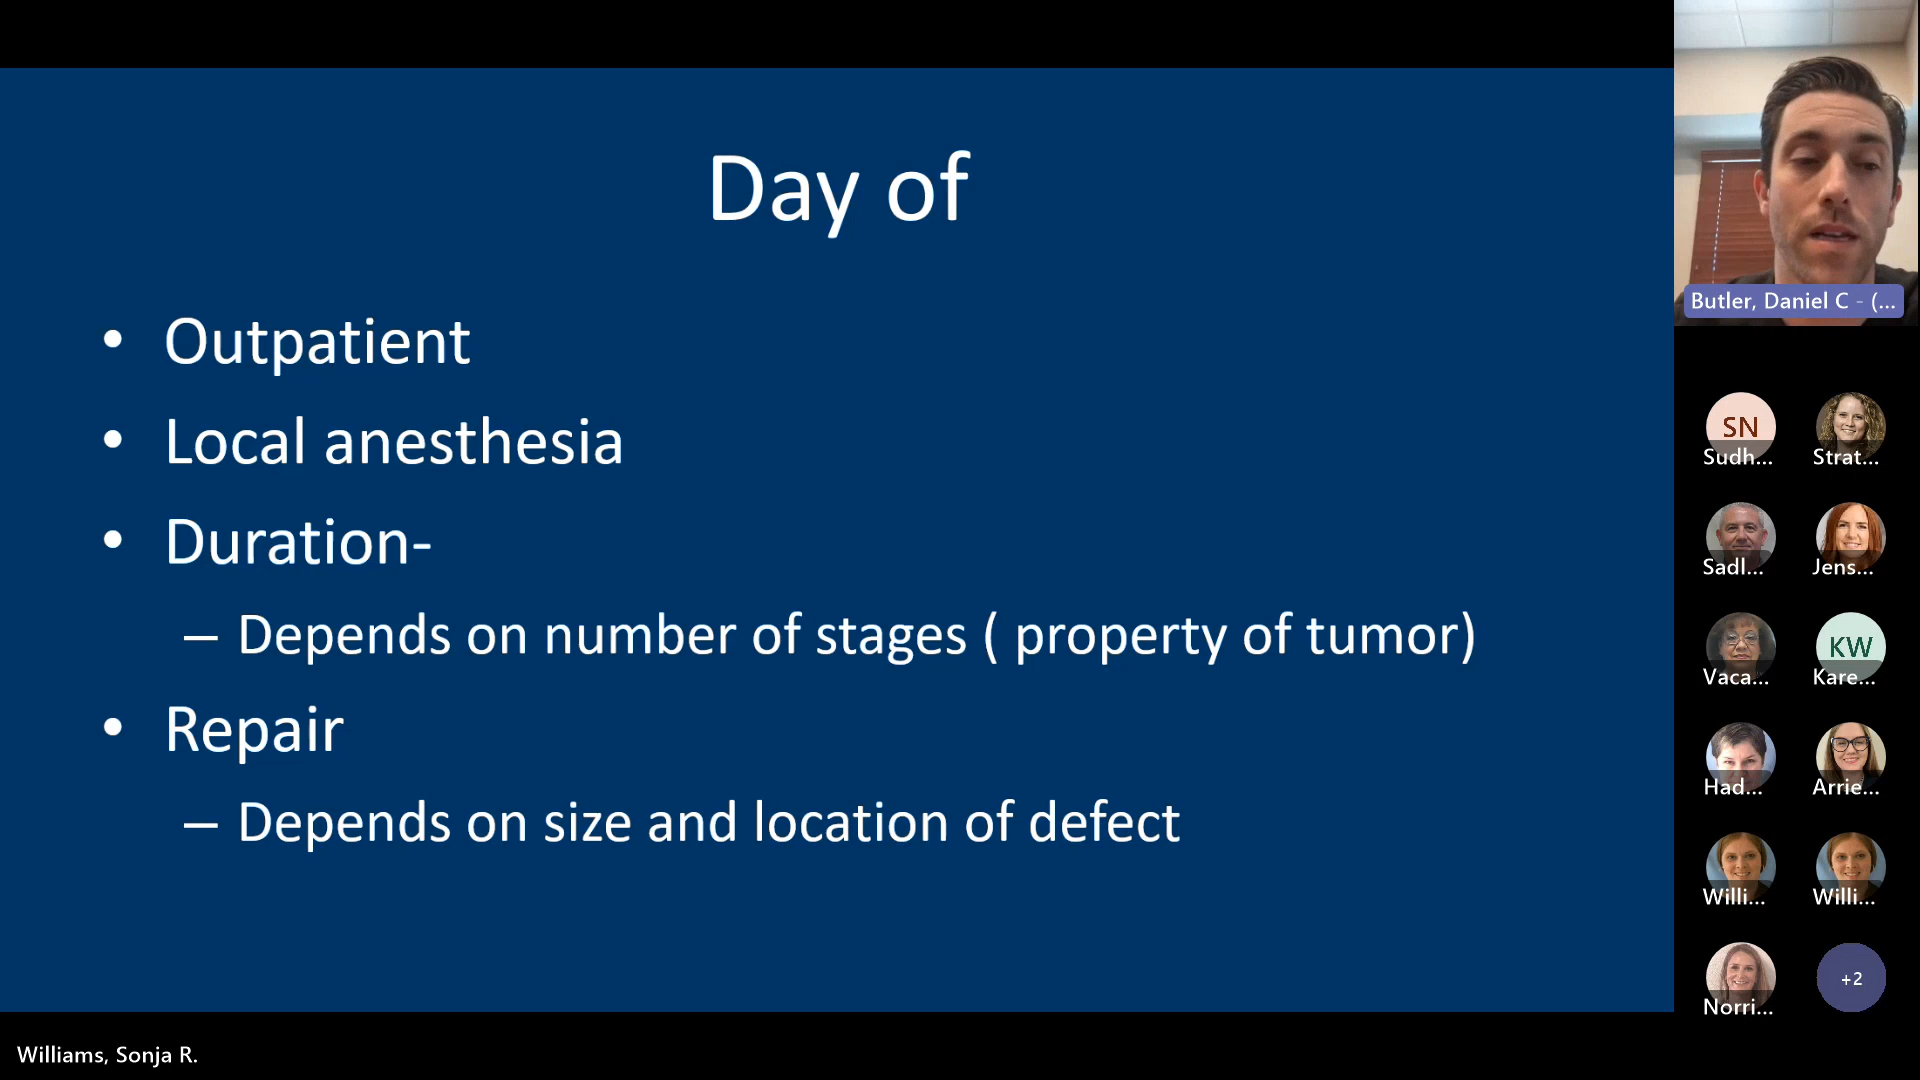 Day of
• Outpatient
• Local anesthesia
• Duration-
– Depends on number of stages ( property of tumor)
• Repair
– Depends on size and location of defect
Butler, Daniel C - (...
SN
Sudh...
Strat...
Sadl...
Jens...
Vaca...
KW
Kare...
Had...
Arrie...
Willi...
Willi...
Norri...
+2
Williams, Sonja R.